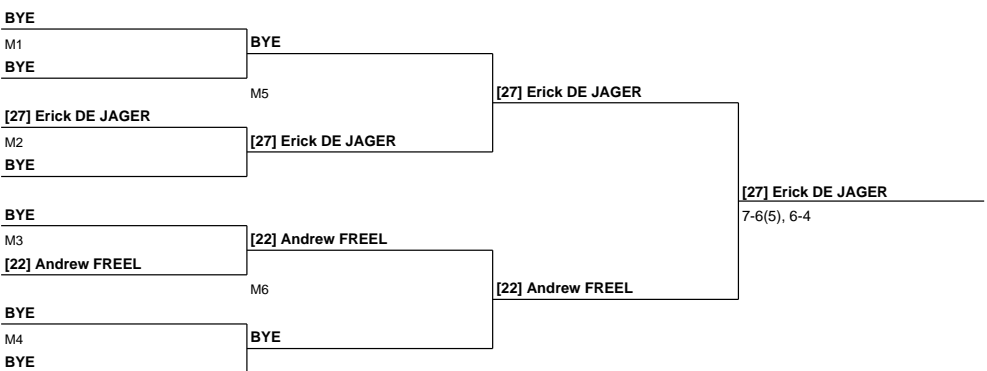 BYE
M1
BYE
BYE
M5
[27] Erick DE JAGER
[27] Erick DE JAGER
M2
[27] Erick DE JAGER
BYE
[27] Erick DE JAGER
7-6(5), 6-4
BYE
M3
[22] Andrew FREEL
[22] Andrew FREEL
M6
[22] Andrew FREEL
BYE
M4
BYE
BYE